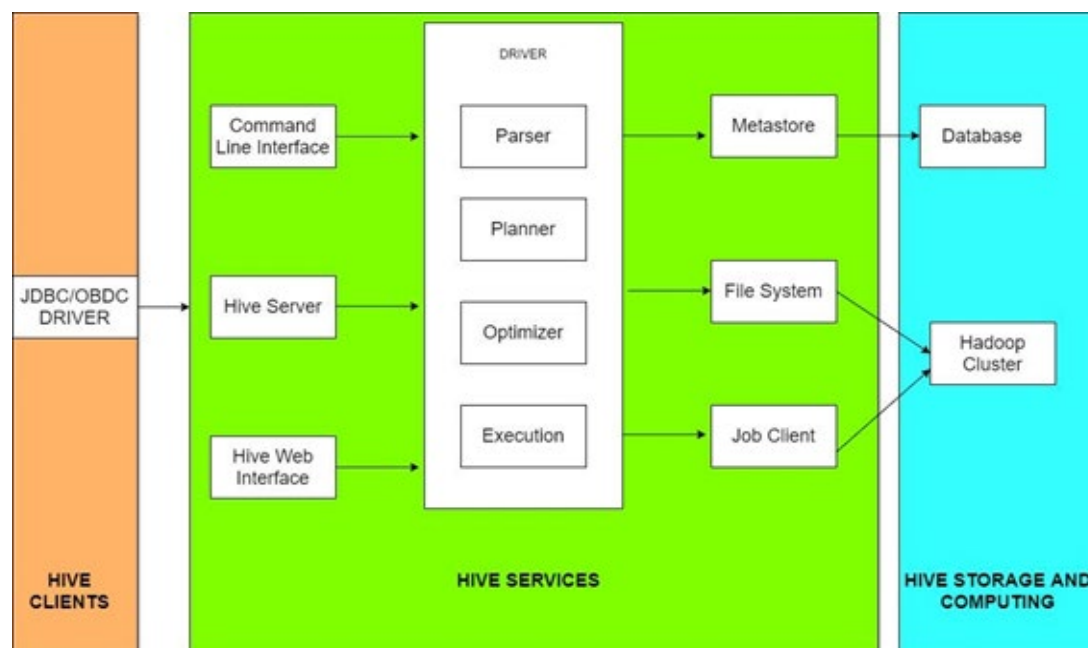 DRIVER
Command
Line Interface
Parser
Metastore
Database
Planner
JDBC/OBDC
DRIVER
Hive Server
Optimizer
File System
Hadoop
Cluster
Hive Web
Interface
Execution
Job Client
HIVE
CLIENTS
HIVE SERVICES
HIVE STORAGE AND
COMPUTING